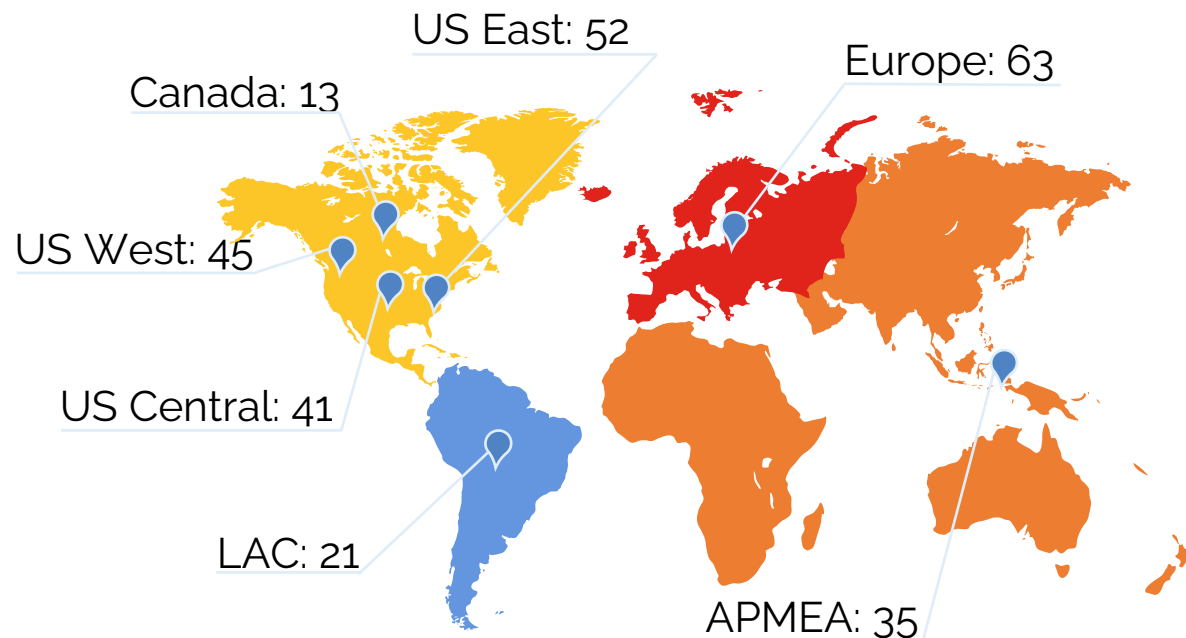 US East: 52
Europe: 63
Canada: 13
US West: 45
US Central: 41
LAC: 21
APMEA: 35